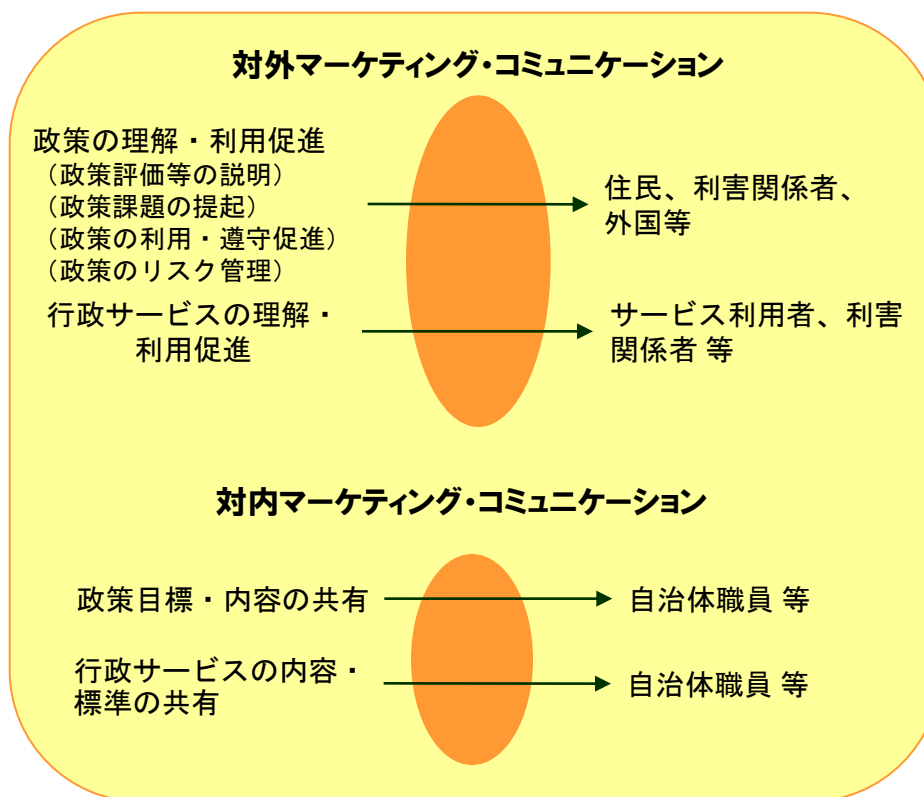 対外マーケティング・コミュニケーション
政策の理解・利用促進
（政策評価等の説明）
（政策課題の提起）
（政策の利用・遵守促進）
（政策のリスク管理）
住民、利害関係者、
外国等
行政サービスの理解・
利用促進
サービス利用者、利害
関係者 等
対内マーケティング・コミュニケーション
政策目標・内容の共有
自治体職員 等
行政サービスの内容・
標準の共有
自治体職員 等